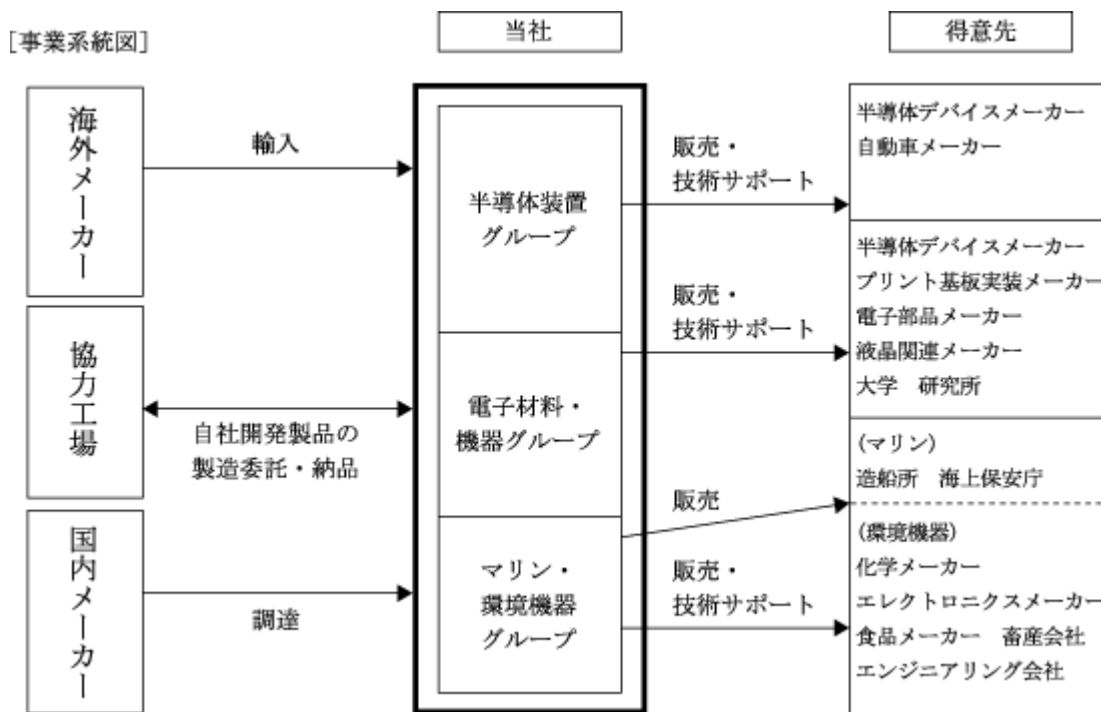 [事業系統図]
当社
得意先
海外メーカー
輸入
協力工場
自社開発製品の
製造委託・納品
国内メーカー
調達
半導体装置
グループ
電子材料・
機器グループ
マリン・
環境機器
グループ
販売・
技術サポート
販売・
技術サポート
販売
販売・
技術サポート
半導体デバイスメーカー
自動車メーカー
半導体デバイスメーカー
プリント基板実装メーカー
電子部品メーカー
液晶関連メーカー
大学　研究所
(マリン)
造船所　海上保安庁
(環境機器)
化学メーカー
エレクトロニクスメーカー
食品メーカー　畜産会社
エンジニアリング会社